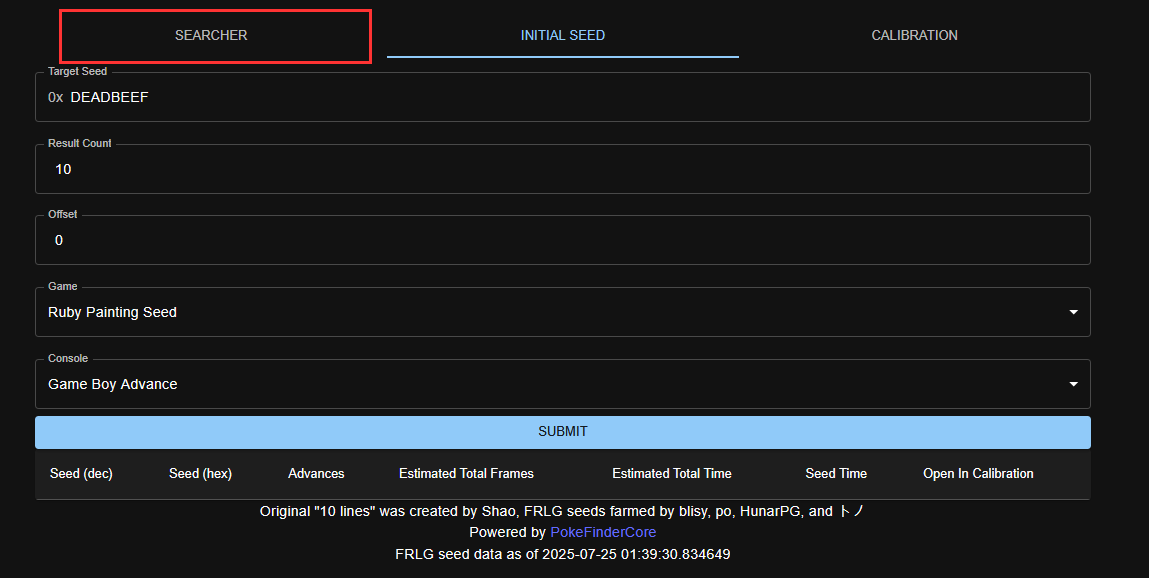 SEARCHER INITIAL SEED CALIBRATION
Target Seed
0x DEADBEEF
Result Count
10
Offset
0
Game
Ruby Painting Seed
Console
Game Boy Advance
SUBMIT
Seed (dec) Seed (hex) Advances Estimated Total Frames Estimated Total Time Seed Time Open In Calibration
Original "10 lines" was created by Shao, FRLG seeds farmed by blisy, po, HunarPG, and トノ
Powered by PokeFinderCore
FRLG seed data as of 2025-07-25 01:39:30.834649